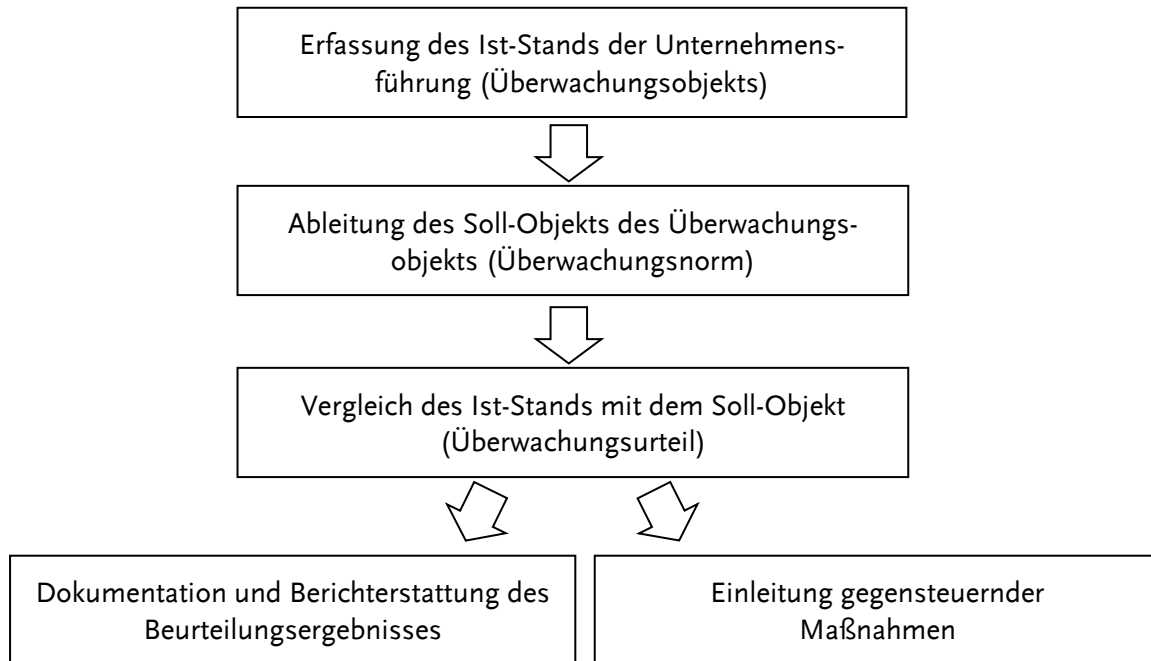 Erfassung des Ist-Stands der Unternehmens-
führung (Überwachungsobjekts)
Ableitung des Soll-Objekts des Überwachungs-
objekts (Überwachungsnorm)
Vergleich des Ist-Stands mit dem Soll-Objekt
(Überwachungsurteil)
Dokumentation und Berichterstattung des
Beurteilungsergebnisses
Einleitung gegensteuernder
Maßnahmen